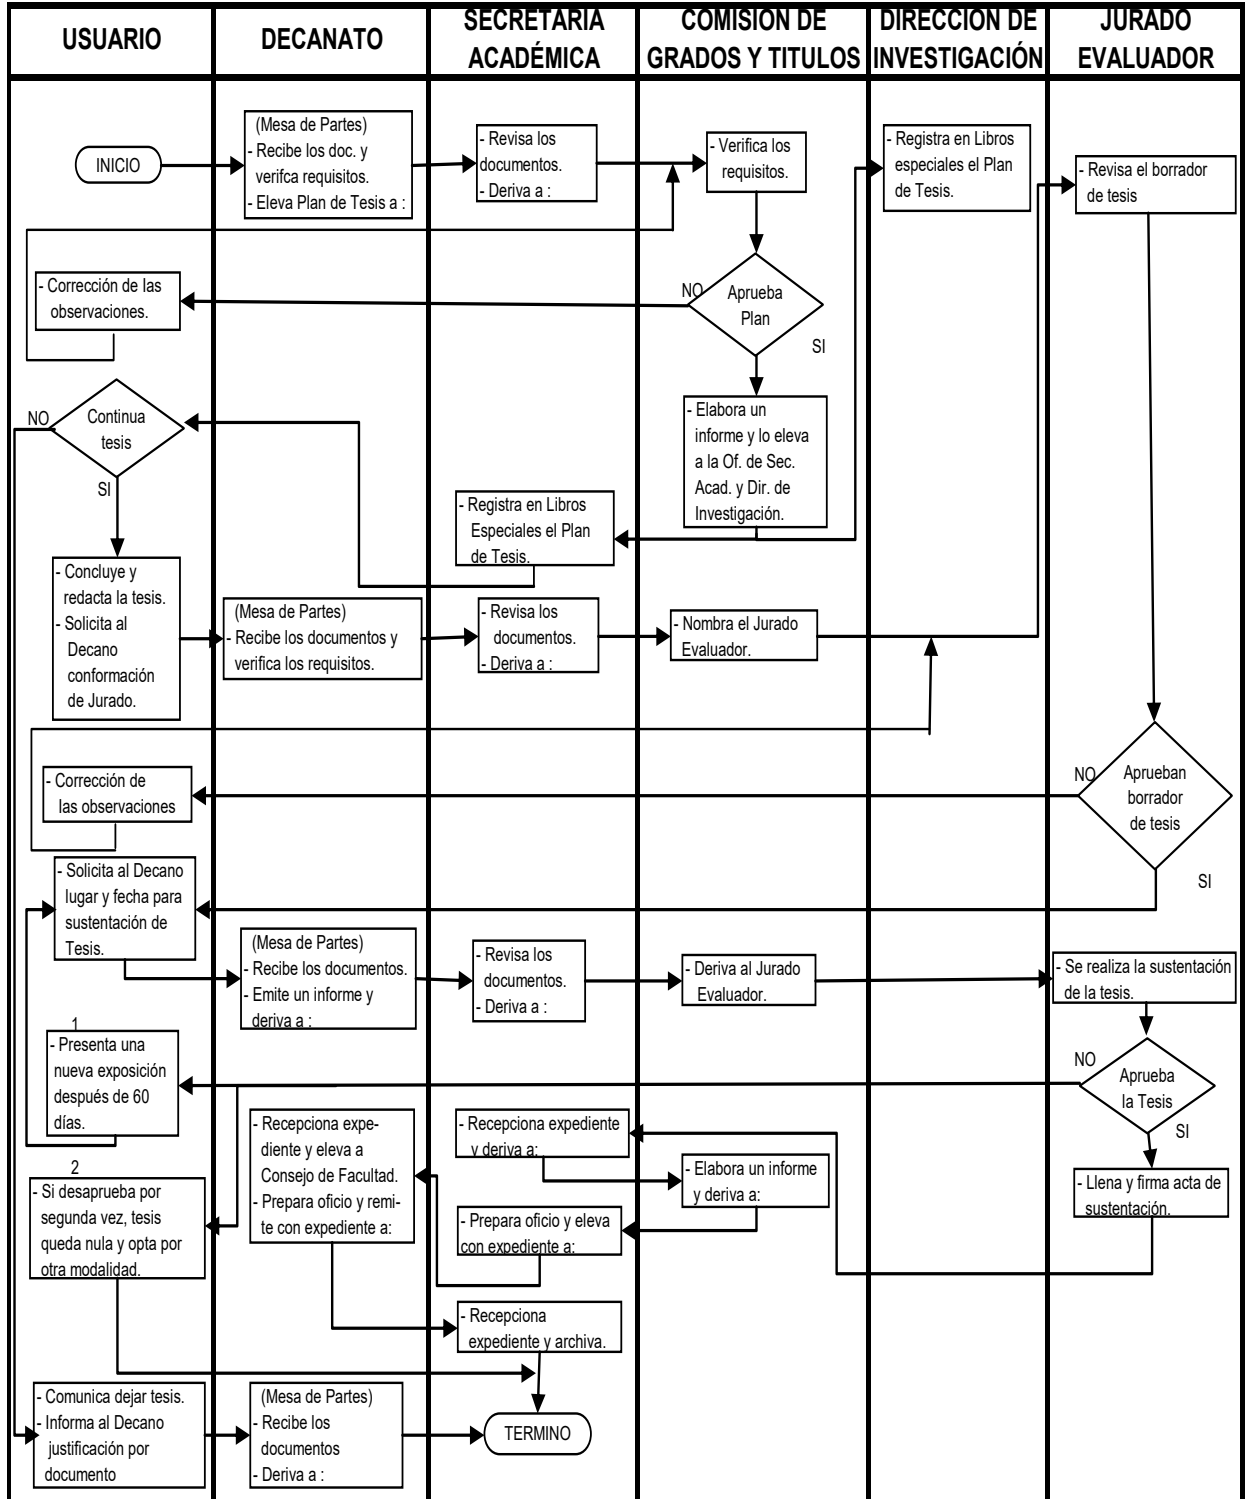 USUARIO
DECANATO
SECRETARIA
ACADÉMICA
COMISION DE
GRADOS Y TITULOS
DIRECCION DE
INVESTIGACIÓN
JURADO
EVALUADOR
INICIO
(Mesa de Partes)
- Recibe los doc. y
verifca requisitos.
- Eleva Plan de Tesis a :
- Revisa los
documentos.
- Deriva a :
- Verifica los
requisitos.
- Registra en Libros
especiales el Plan
de Tesis.
- Revisa el borrador
de tesis
- Corrección de las
observaciones.
NO
Aprueba
Plan
SI
NO
Continua
tesis
SI
- Elabora un
informe y lo eleva
a la Of. de Sec.
Acad. y Dir. de
Investigación.
- Registra en Libros
Especiales el Plan
de Tesis.
- Concluye y
redacta la tesis.
- Solicita al
Decano
conformación
de Jurado.
(Mesa de Partes)
- Recibe los documentos y
verifica los requisitos.
- Revisa los
documentos.
- Deriva a :
- Nombra el Jurado
Evaluador.
- Corrección de
las observaciones
NO
Aprueban
borrador
de tesis
SI
- Solicita al Decano
lugar y fecha para
sustentación de
Tesis.
(Mesa de Partes)
- Recibe los documentos.
- Emite un informe y
deriva a :
- Revisa los
documentos.
- Deriva a :
- Deriva al Jurado
Evaluador.
- Se realiza la sustentación
de la tesis.
1
- Presenta una
nueva exposición
después de 60
días.
NO
Aprueba
la Tesis
SI
- Recepciona expe-
diente y eleva a
Consejo de Facultad.
- Prepara oficio y remi-
te con expediente a:
- Recepciona expediente
y deriva a:
- Elabora un informe
y deriva a:
- Llena y firma acta de
sustentación.
2
- Si desaprueba por
segunda vez, tesis
queda nula y opta por
otra modalidad.
- Prepara oficio y eleva
con expediente a:
- Recepciona
expediente y archiva.
- Comunica dejar tesis.
- Informa al Decano
justificación por
documento
(Mesa de Partes)
- Recibe los
documentos
- Deriva a :
TERMINO